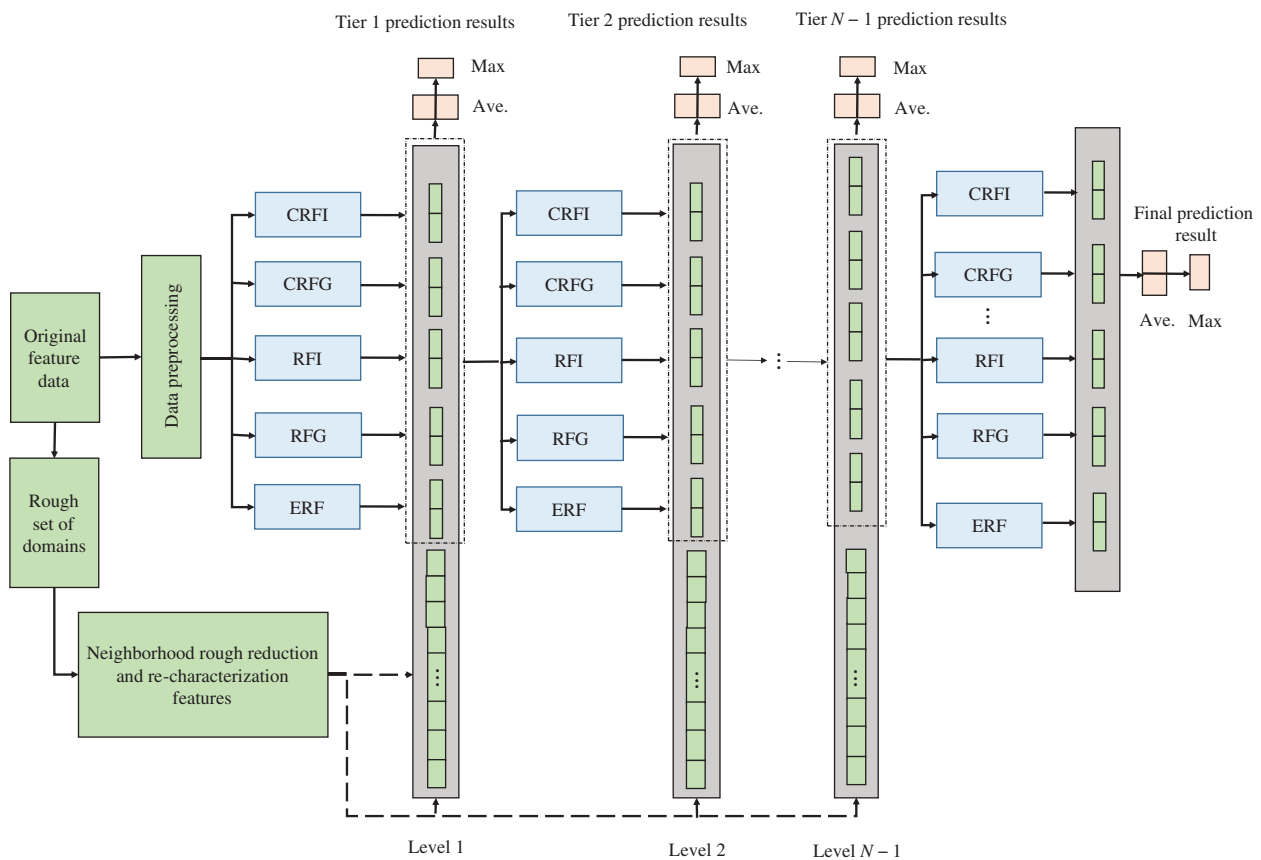 Tier 1 prediction results
Tier 2 prediction results
Tier N − 1 prediction results
Max
Ave.
Max
Ave.
Max
Ave.
Original
feature
data
Data preprocessing
Rough
set of
domains
Neighborhood rough reduction
and re-characterization
features
CRFI
CRFG
RFI
RFG
ERF
CRFI
CRFG
RFI
RFG
ERF
CRFI
CRFG
RFI
RFG
ERF
Final prediction
result
Ave.
Max
Level 1
Level 2
Level N − 1